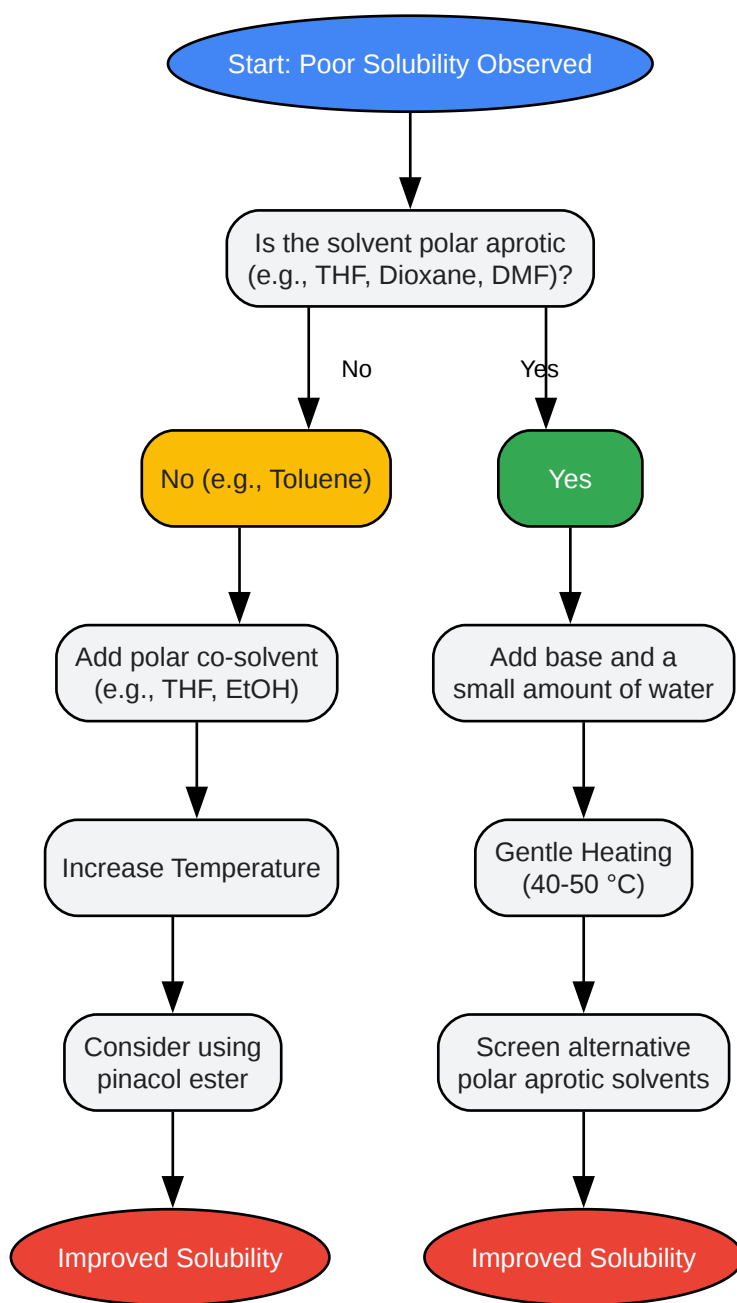 Start: Poor Solubility Observed
Is the solvent polar aprotic
(e.g., THF, Dioxane, DMF)?
No
Yes
No (e.g., Toluene)
Yes
Add polar co-solvent
(e.g., THF, EtOH)
Add base and a
small amount of water
Increase Temperature
Gentle Heating
(40-50 °C)
Consider using
pinacol ester
Screen alternative
polar aprotic solvents
Improved Solubility
Improved Solubility